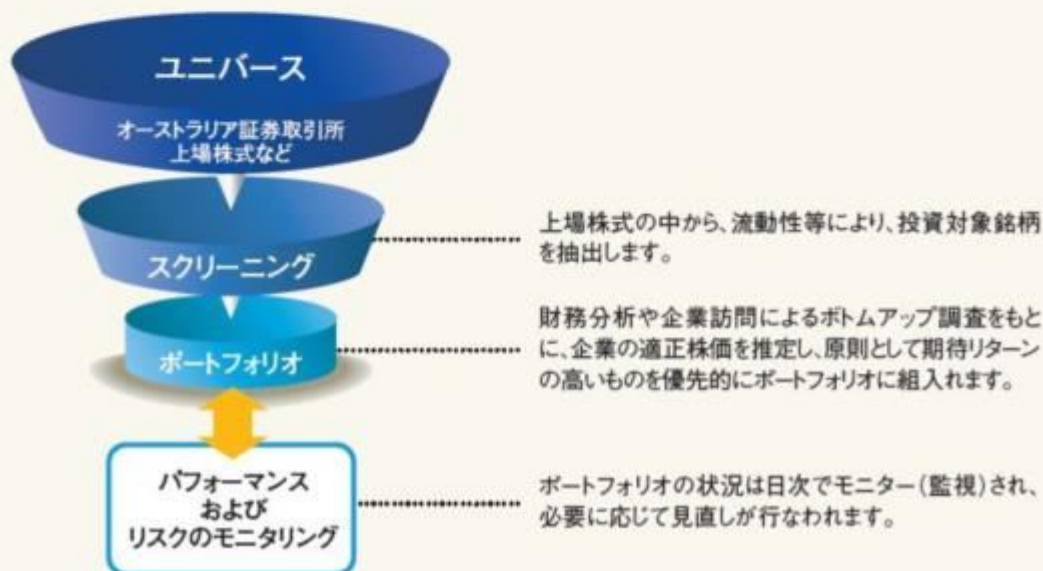 ユニバース
オーストラリア証券取引所
上場株式など
スクリーニング
上場株式の中から、流動性等により、投資対象銘柄
を抽出します。
ポートフォリオ
財務分析や企業訪問によるボトムアップ調査をもと
に、企業の適正株価を推定し、原則として期待リターン
の高いものを優先的にポートフォリオに組入れます。
パフォーマンス
および
リスクのモニタリング
ポートフォリオの状況は日次でモニター(監視)され、
必要に応じて見直しが行なわれます。